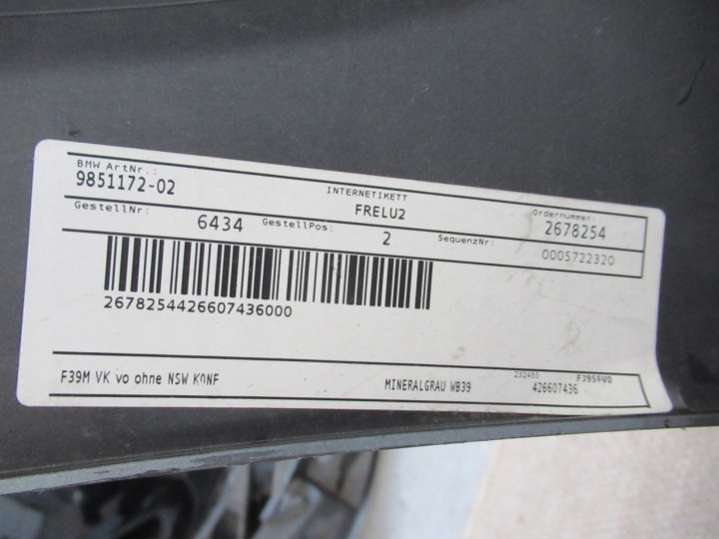 BMW ArtNr.:
9851172-02
INTERNETIKETT
FRELU2
Ordernummer:
2678254
GestellNr:
6434
GestellPos:
2
SequenzNr:
0005722320
2678254426607436000
F39M VK vo ohne NSW KONF
MINERALGRAU WB39
232480
426607436